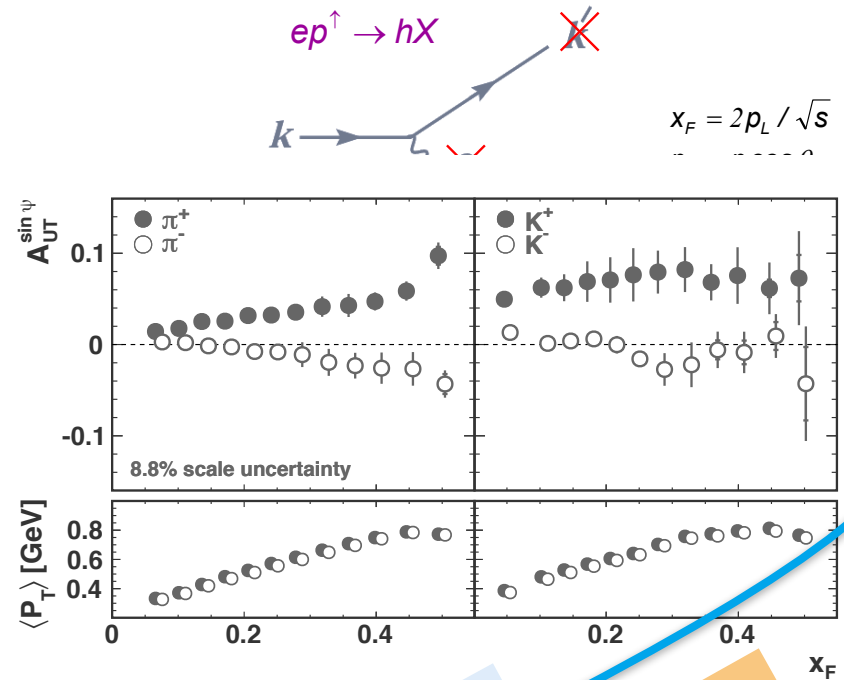 ep↑ → hX
k'
k
x_F = 2p_L / √s
A_UT^sin ψ
π+
π-
K+
K-
0.1
0
-0.1
8.8% scale uncertainty
⟨P_T⟩ [GeV]
0.8
0.6
0.4
0 0.2 0.4 0.2 0.4
x_F